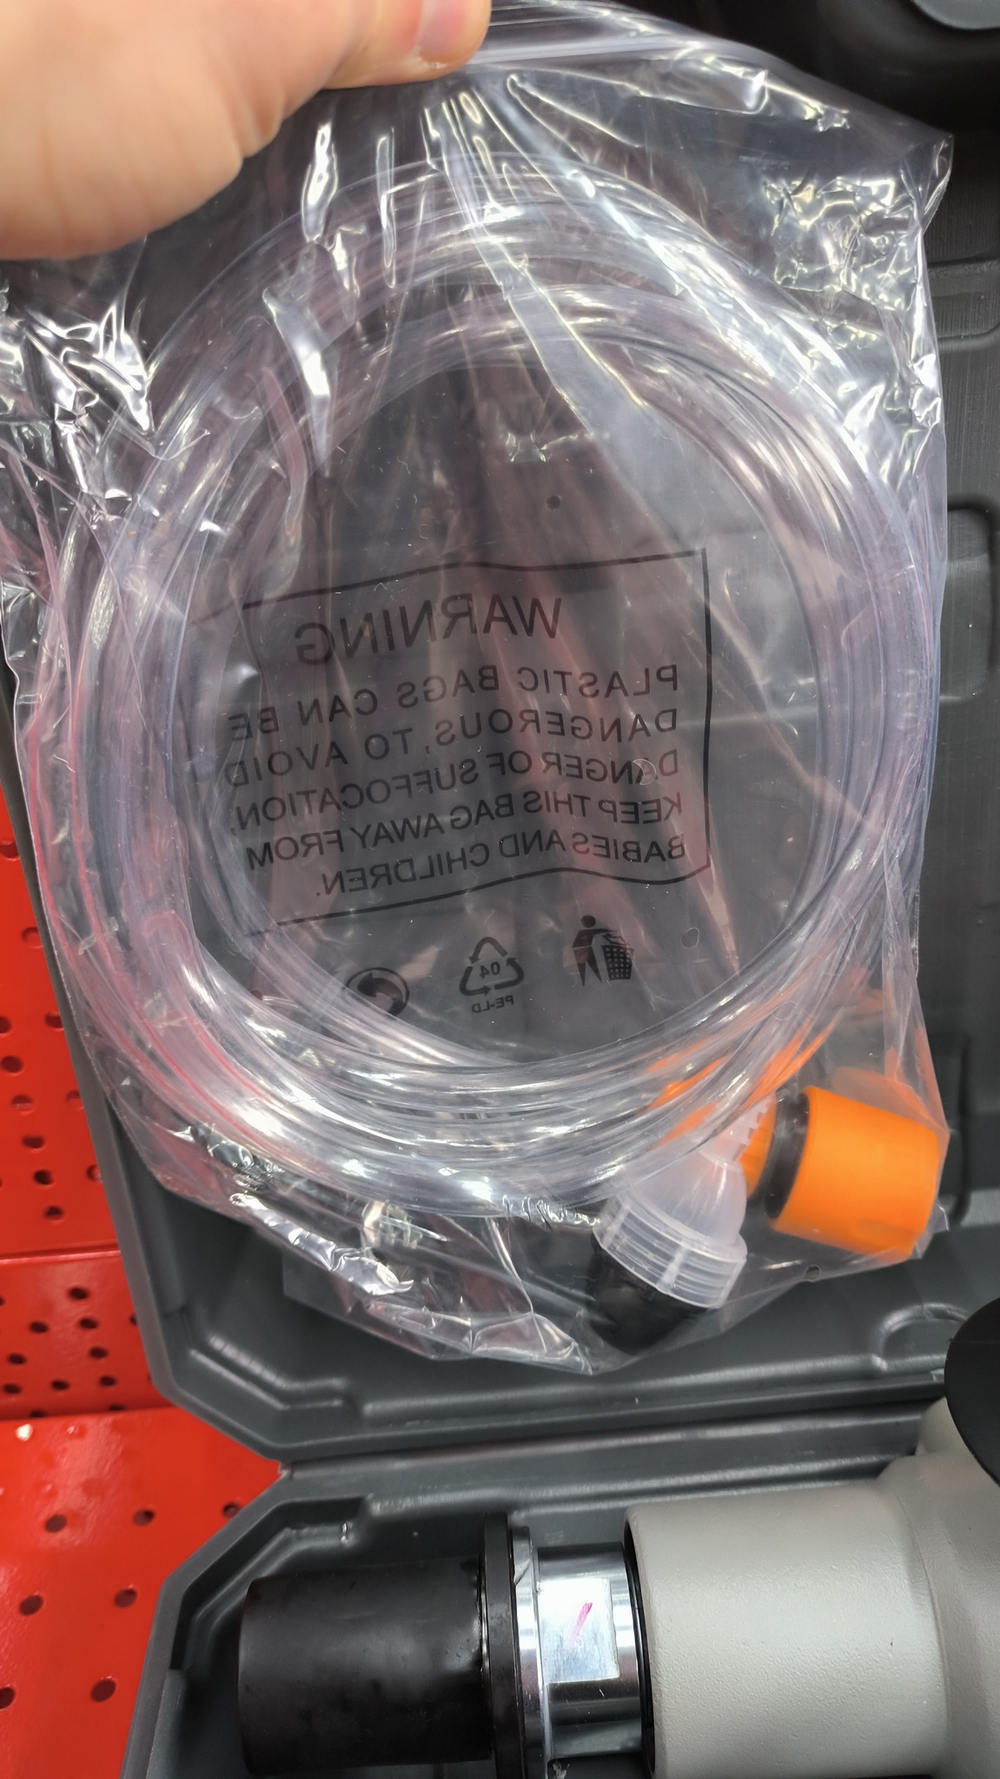 WARNING
PLASTIC BAGS CAN BE
DANGEROUS, TO AVOID
DANGER OF SUFFOCATION,
KEEP THIS BAG AWAY FROM
BABIES AND CHILDREN.
04
PE-LD